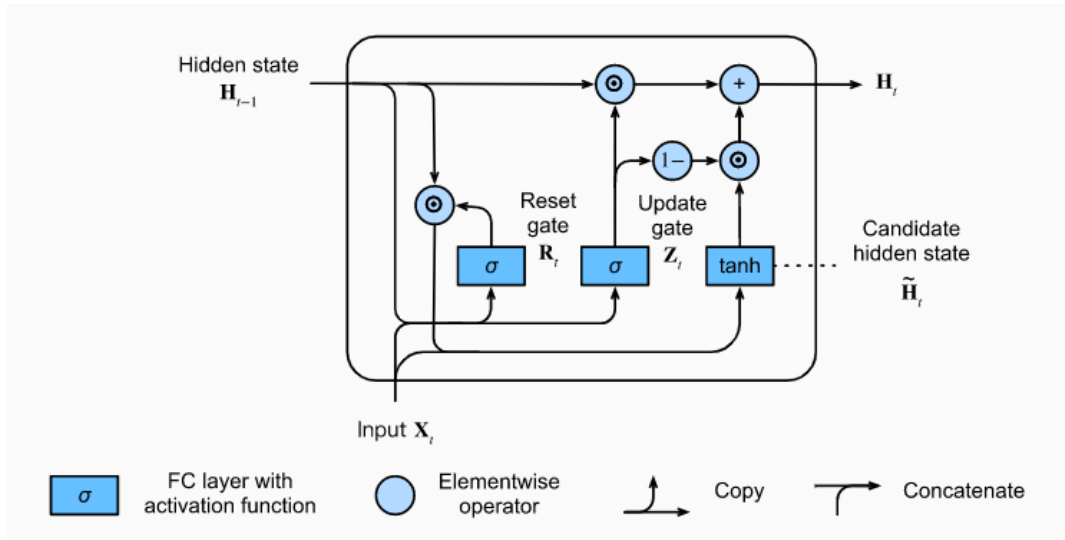 Hidden state
H_{t−1}
⊙
+
H_t
1−
⊙
⊙
Reset
gate
R_t
Update
gate
Z_t
σ
σ
tanh
Candidate
hidden state
H̃_t
Input X_t
σ
FC layer with
activation function
Elementwise
operator
Copy
Concatenate